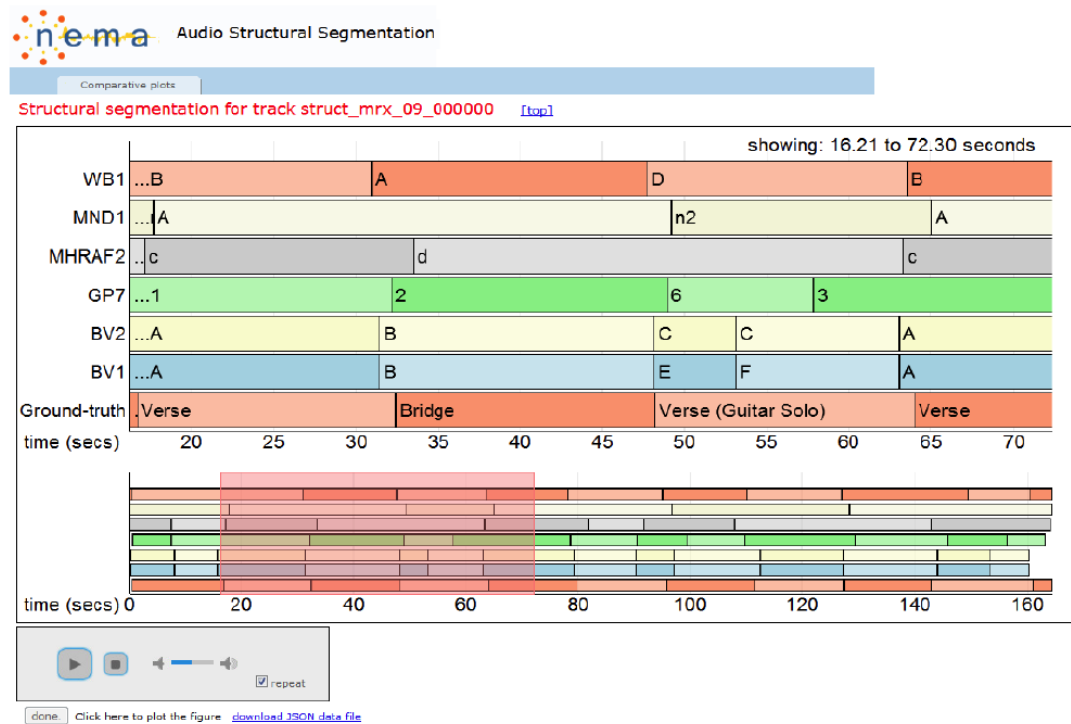 nema Audio Structural Segmentation
Comparative plots
Structural segmentation for track struct_mrx_09_000000 [top]
showing: 16.21 to 72.30 seconds
WB1 ...B A D B
MND1 ... A n2 A
MHRAF2 .. c d c
GP7 ...1 2 6 3
BV2 ...A B C C A
BV1 ...A B E F A
Ground-truth . Verse Bridge Verse (Guitar Solo) Verse
time (secs) 20 25 30 35 40 45 50 55 60 65 70
time (secs) 0 20 40 60 80 100 120 140 160
repeat
done. Click here to plot the figure download JSON data file